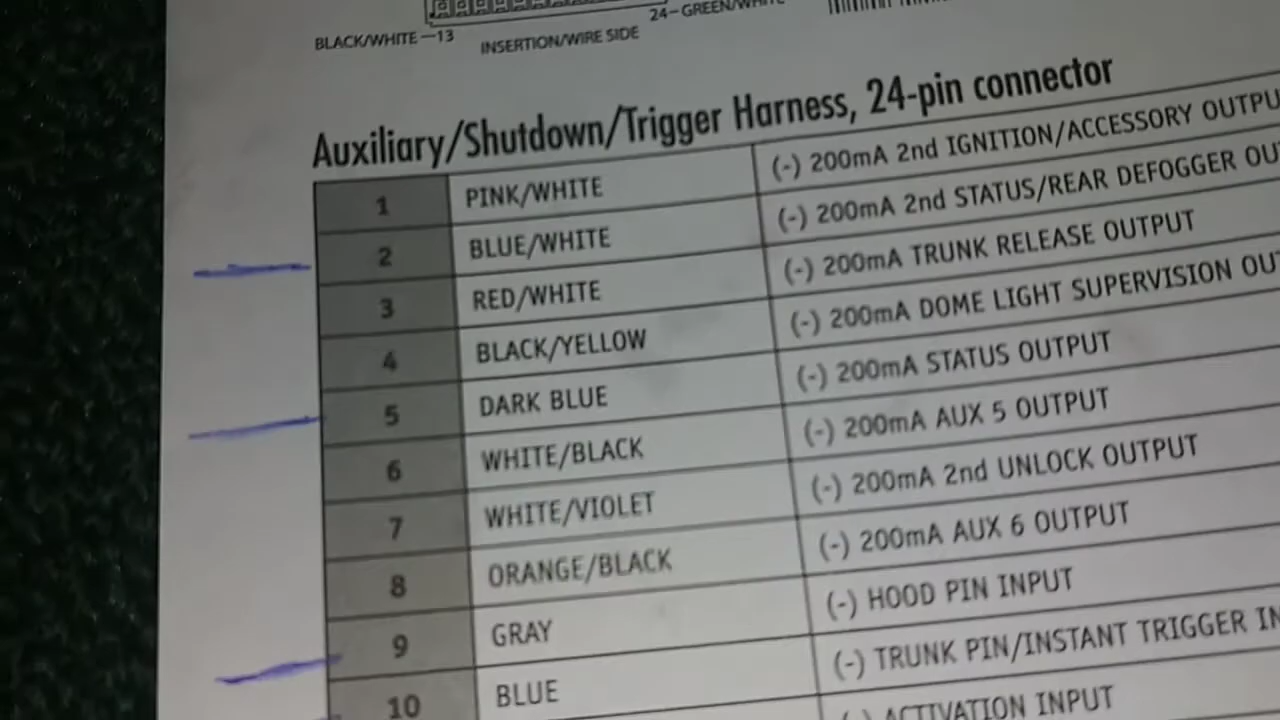 24-GREEN/WHITE
BLACK/WHITE-13
INSERTION/WIRE SIDE
Auxiliary/Shutdown/Trigger Harness, 24-pin connector
1 PINK/WHITE (-) 200mA 2nd IGNITION/ACCESSORY OUTPU
2 BLUE/WHITE (-) 200mA 2nd STATUS/REAR DEFOGGER OU
3 RED/WHITE (-) 200mA TRUNK RELEASE OUTPUT
4 BLACK/YELLOW (-) 200mA DOME LIGHT SUPERVISION OU
5 DARK BLUE (-) 200mA STATUS OUTPUT
6 WHITE/BLACK (-) 200mA AUX 5 OUTPUT
7 WHITE/VIOLET (-) 200mA 2nd UNLOCK OUTPUT
8 ORANGE/BLACK (-) 200mA AUX 6 OUTPUT
9 GRAY (-) HOOD PIN INPUT
10 BLUE (-) TRUNK PIN/INSTANT TRIGGER IN
(-) ACTIVATION INPUT